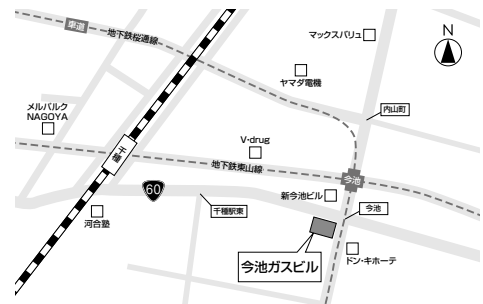 車道
地下鉄桜通線
マックスバリュ
N
ヤマダ電機
メルパルク
NAGOYA
内山町
千種
V-drug
地下鉄東山線
今池
60
新今池ビル
千種駅東
今池
河合塾
今池ガスビル
ドン・キホーテ